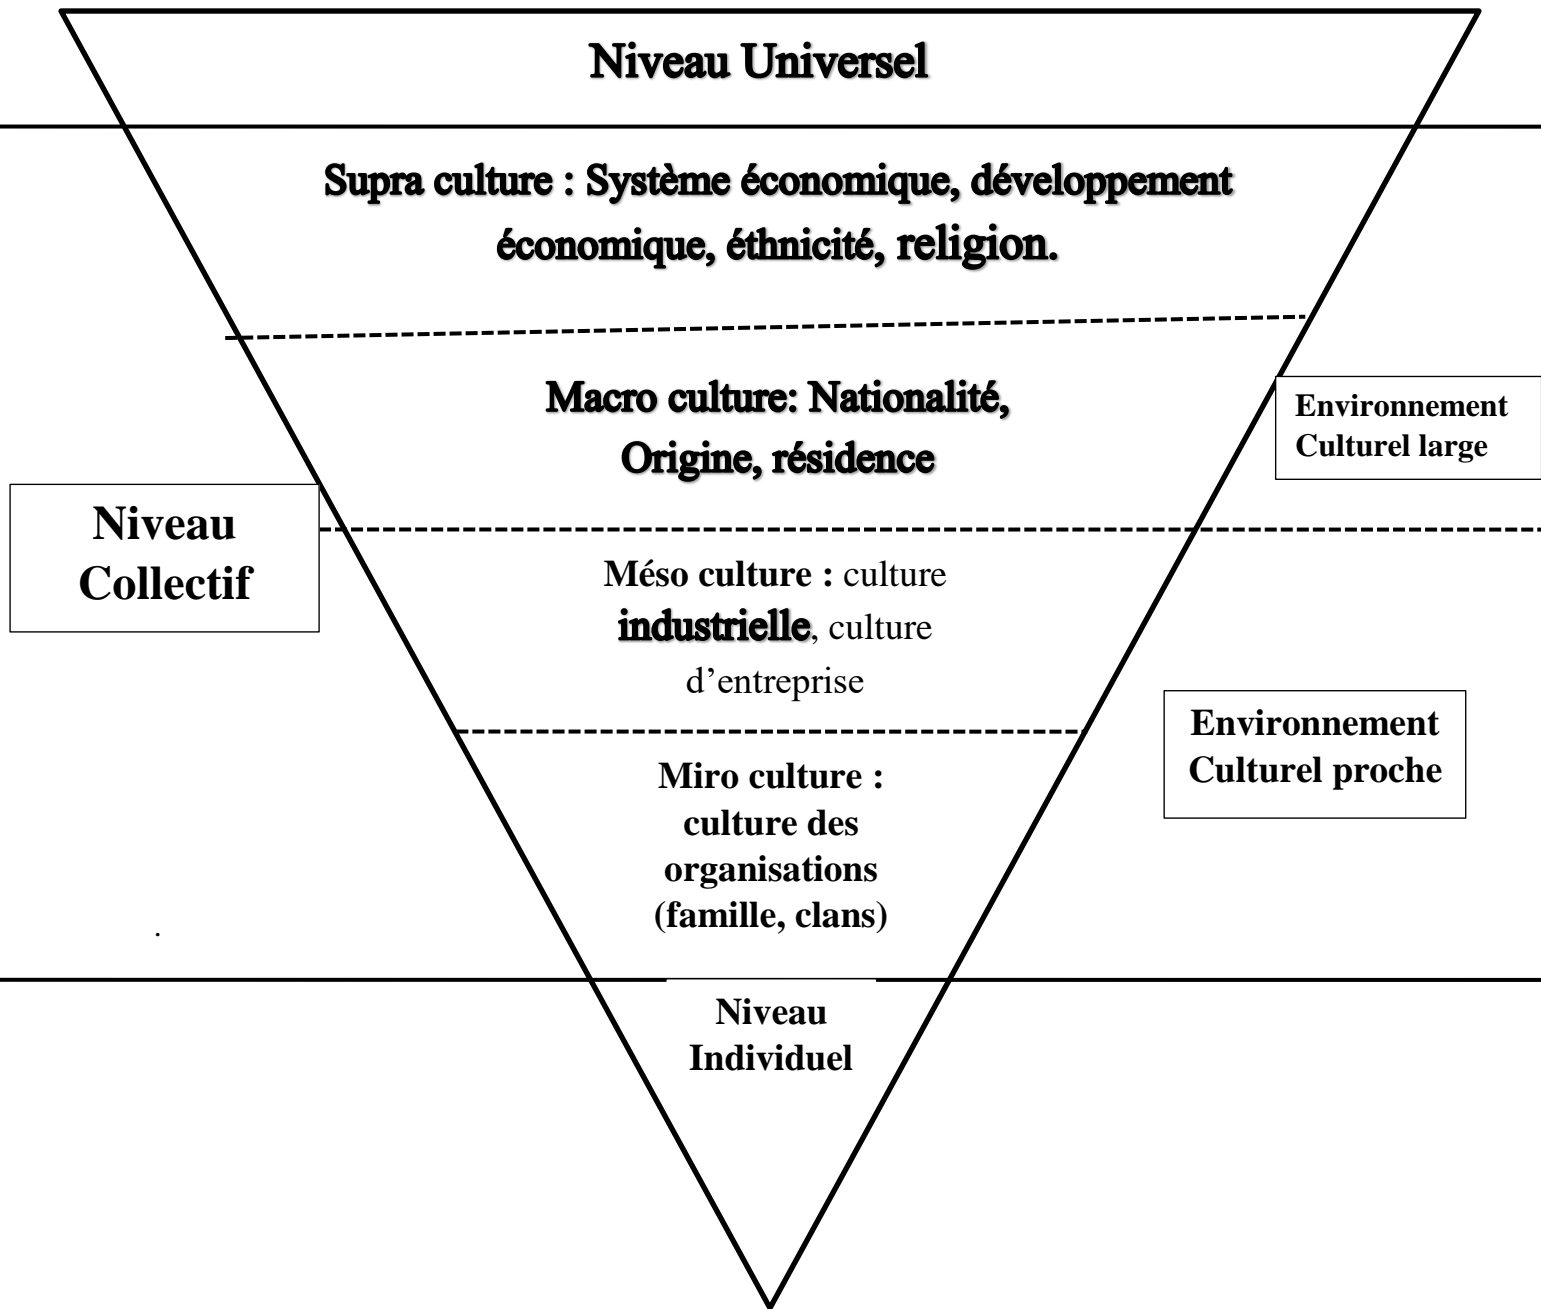 Niveau Universel
Supra culture : Système économique, développement
économique, éthnicité, religion.
Macro culture: Nationalité,
Origine, résidence
Environnement
Culturel large
Niveau
Collectif
Méso culture : culture
industrielle, culture
d’entreprise
Environnement
Culturel proche
Miro culture :
culture des
organisations
(famille, clans)
.
Niveau
Individuel